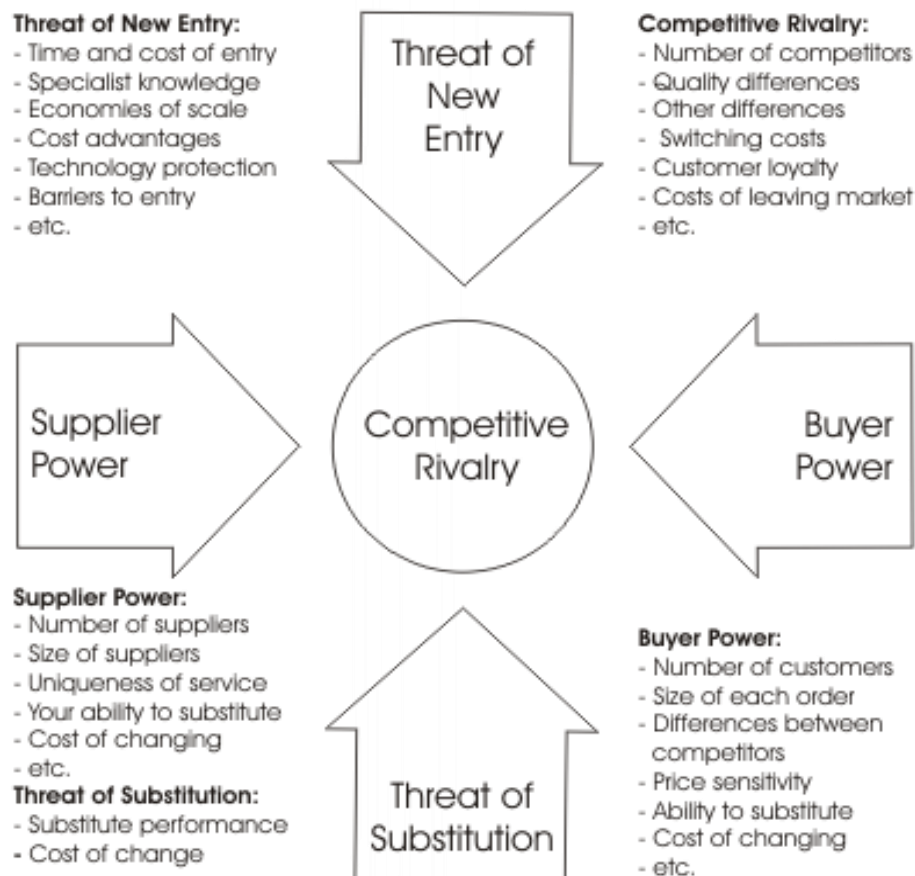 Threat of New Entry:
- Time and cost of entry
- Specialist knowledge
- Economies of scale
- Cost advantages
- Technology protection
- Barriers to entry
- etc.
Threat of
New
Entry
Competitive Rivalry:
- Number of competitors
- Quality differences
- Other differences
- Switching costs
- Customer loyalty
- Costs of leaving market
- etc.
Supplier
Power
Competitive
Rivalry
Buyer
Power
Supplier Power:
- Number of suppliers
- Size of suppliers
- Uniqueness of service
- Your ability to substitute
- Cost of changing
- etc.
Threat of Substitution:
- Substitute performance
- Cost of change
Threat of
Substitution
Buyer Power:
- Number of customers
- Size of each order
- Differences between
competitors
- Price sensitivity
- Ability to substitute
- Cost of changing
- etc.